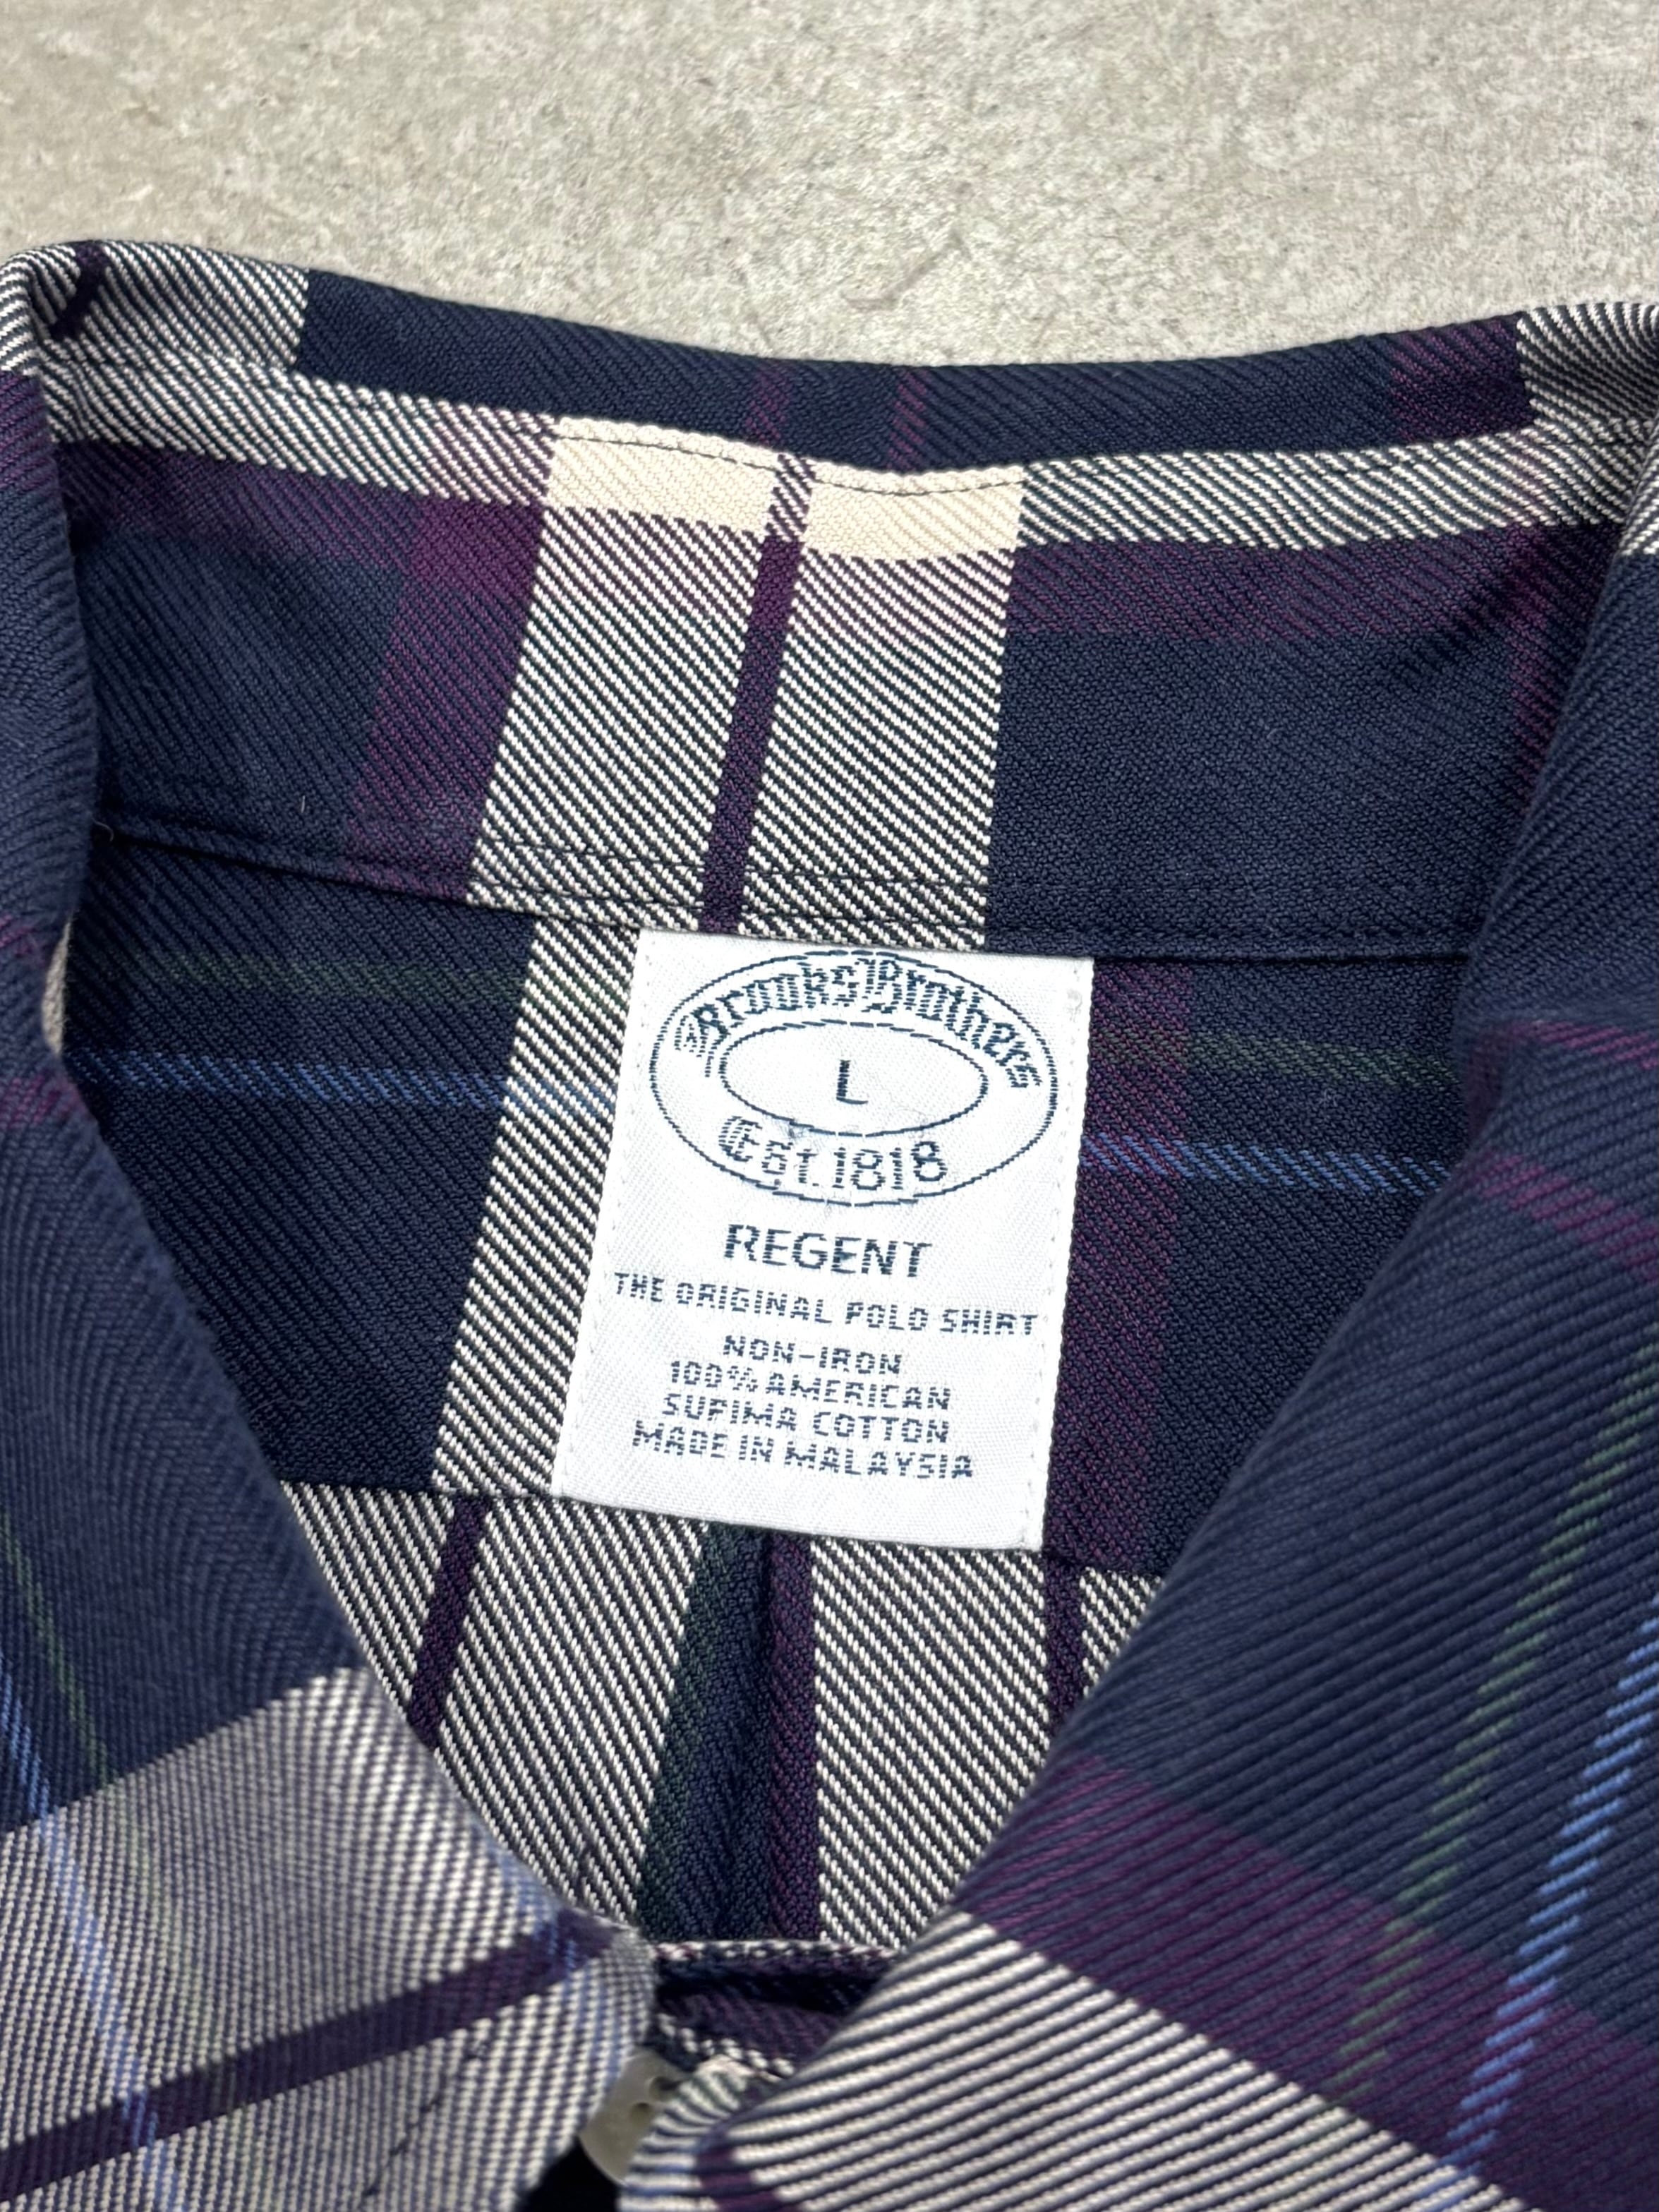 Brooks Brothers
L
Est.1818
REGENT
THE ORIGINAL POLO SHIRT
NON-IRON
100% AMERICAN
SUPIMA COTTON
MADE IN MALAYSIA